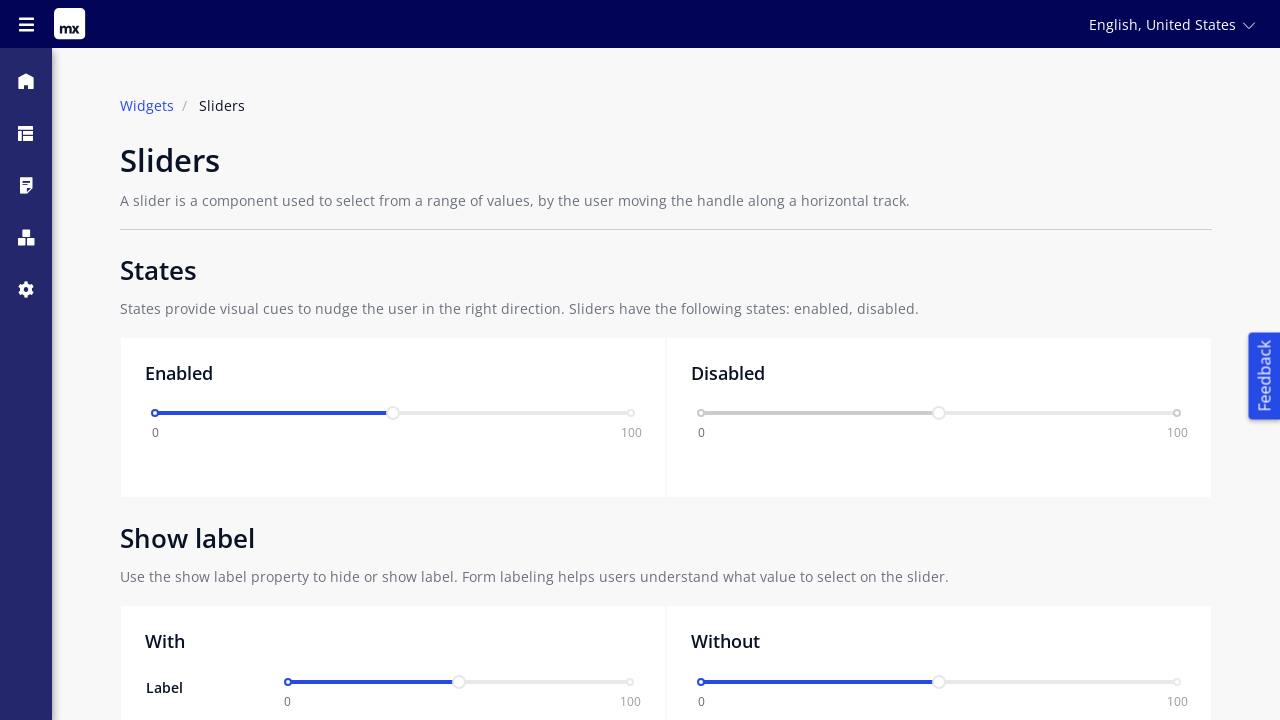 mx
English, United States
Widgets / Sliders
Sliders
A slider is a component used to select from a range of values, by the user moving the handle along a horizontal track.
States
States provide visual cues to nudge the user in the right direction. Sliders have the following states: enabled, disabled.
Enabled
0 100
Disabled
0 100
Feedback
Show label
Use the show label property to hide or show label. Form labeling helps users understand what value to select on the slider.
With
Label
0 100
Without
0 100